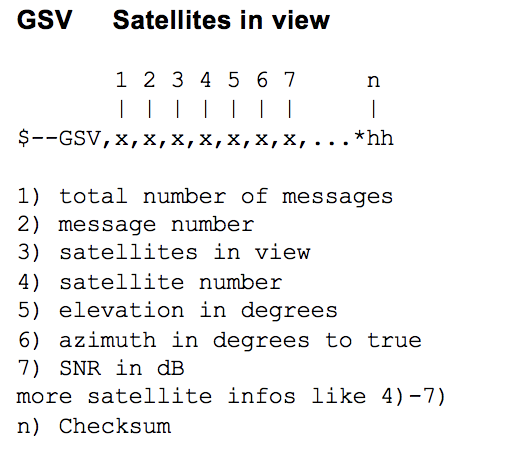 GSV Satellites in view
1 2 3 4 5 6 7 n
| | | | | | | |
$--GSV,x,x,x,x,x,x,x,...*hh
1) total number of messages
2) message number
3) satellites in view
4) satellite number
5) elevation in degrees
6) azimuth in degrees to true
7) SNR in dB
more satellite infos like 4)-7)
n) Checksum